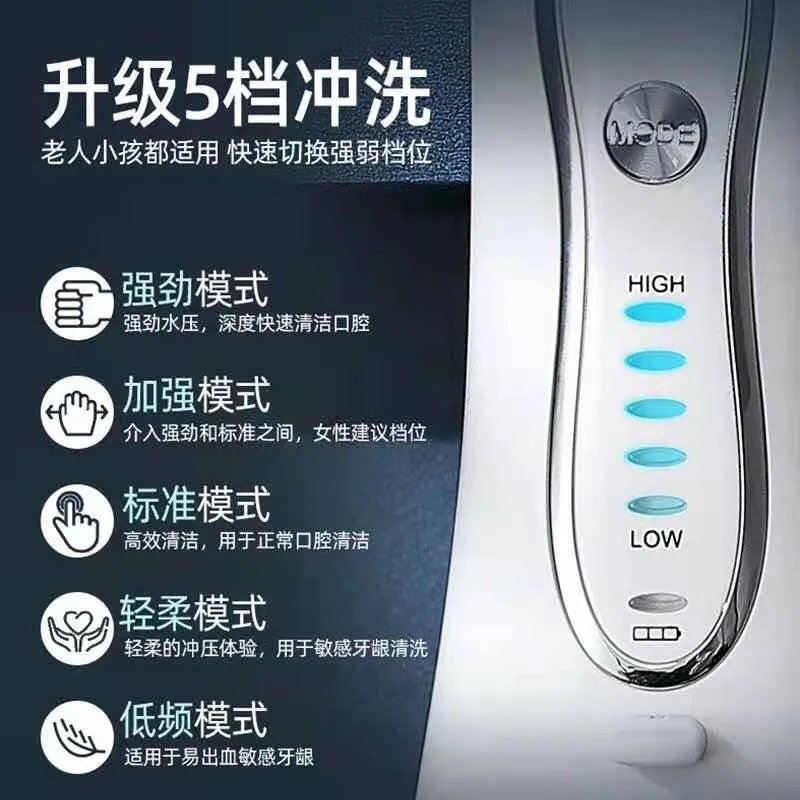 升级5档冲洗
老人小孩都适用 快速切换强弱档位
强劲模式
强劲水压，深度快速清洁口腔
加强模式
介入强劲和标准之间，女性建议档位
标准模式
高效清洁，用于正常口腔清洁
轻柔模式
轻柔的冲压体验，用于敏感牙龈清洗
低频模式
适用于易出血敏感牙龈
MODE
HIGH
LOW